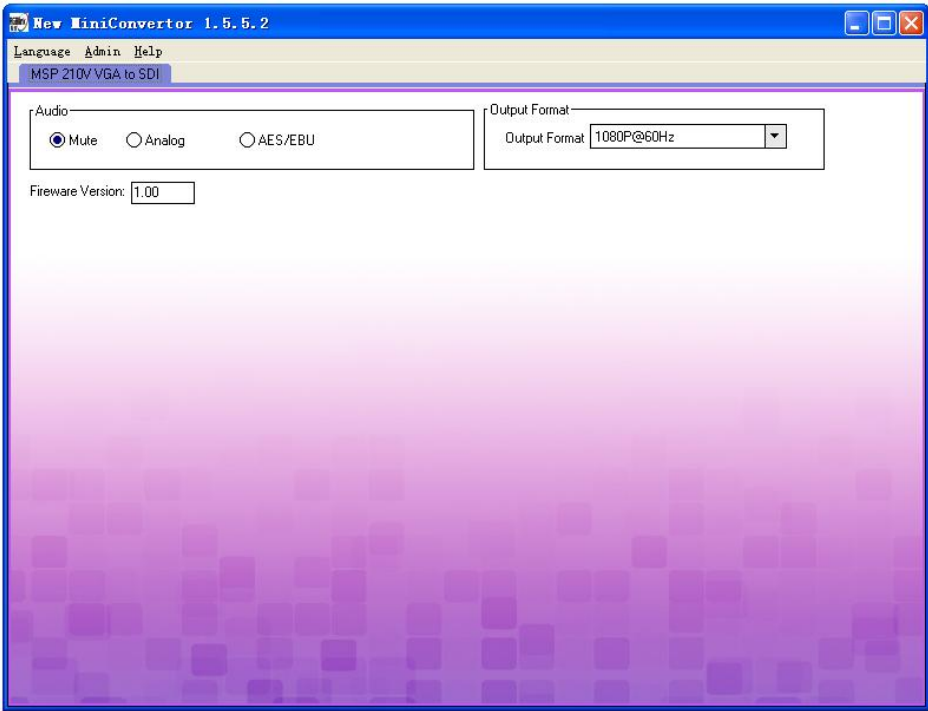 New MiniConvertor 1.5.5.2
Language Admin Help
MSP 210V VGA to SDI
Audio
Mute Analog AES/EBU
Output Format
Output Format 1080P@60Hz
Fireware Version: 1.00